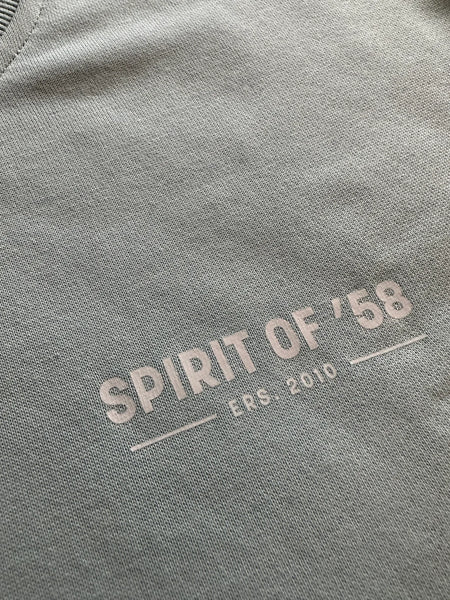 SPIRIT OF '58
ERS. 2010